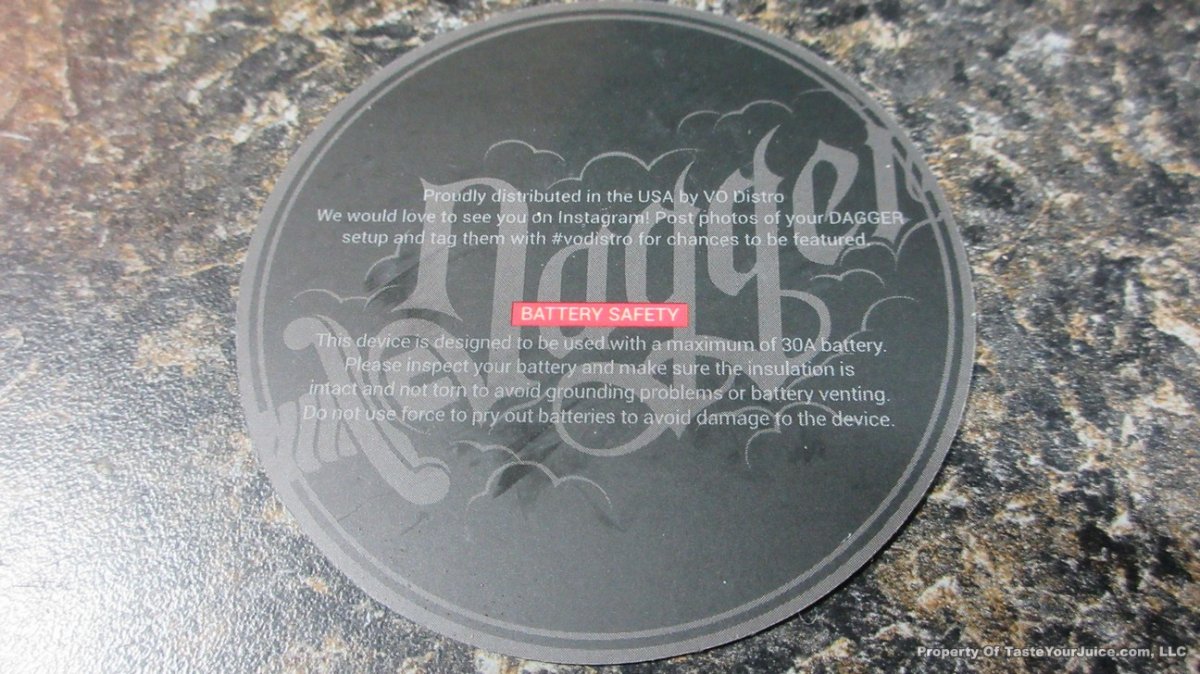 Dagger
Proudly distributed in the USA by VO Distro
We would love to see you on Instagram! Post photos of your DAGGER
setup and tag them with #vodistro for chances to be featured.
BATTERY SAFETY
This device is designed to be used with a maximum of 30A battery.
Please inspect your battery and make sure the insulation is
intact and not torn to avoid grounding problems or battery venting.
Do not use force to pry out batteries to avoid damage to the device.
Property Of TasteYourJuice.com, LLC